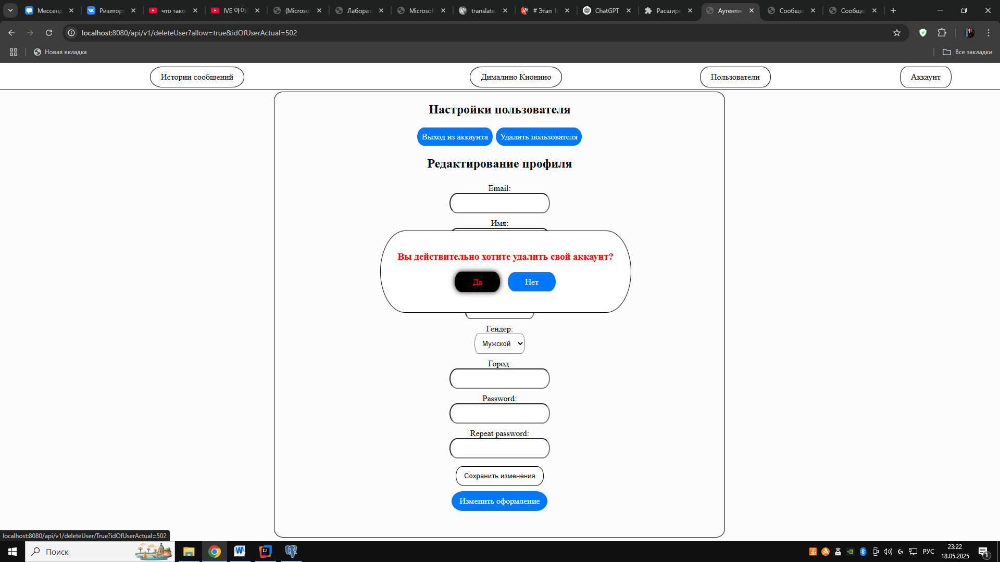 Мессенд
Риэлтор
что тако
IVE 아이
(Microso
Лаборат
Microsof
translate
# Этап 1:
ChatGPT
Расшире
Аутенти
Сообще
Сообще
localhost:8080/api/v1/deleteUser?allow=true&idOfUserActual=502
Новая вкладка
Все закладки
Истории сообщений
Дималино Кионино
Пользователи
Аккаунт
Настройки пользователя
Выход из аккаунта
Удалить пользователя
Редактирование профиля
Email:
Имя:
Вы действительно хотите удалить свой аккаунт?
Да
Нет
Гендер:
Мужской
Город:
Password:
Repeat password:
Сохранить изменения
Изменить оформление
localhost:8080/api/v1/deleteUser/True?idOfUserActual=502
Поиск
РУС
23:22
18.05.2025
1